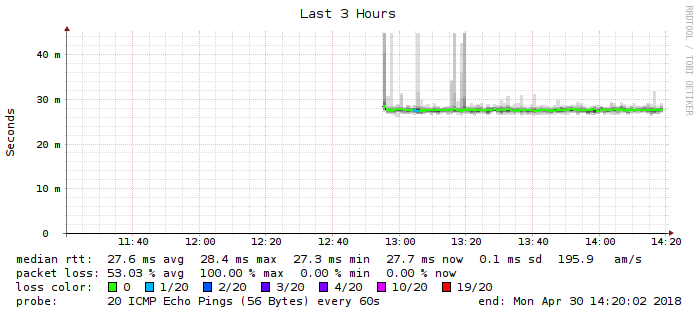 Last 3 Hours
RRDTOOL / TOBI OETIKER
Seconds
40 m
30 m
20 m
10 m
0
11:40 12:00 12:20 12:40 13:00 13:20 13:40 14:00 14:20
median rtt: 27.6 ms avg 28.4 ms max 27.3 ms min 27.7 ms now 0.1 ms sd 195.9 am/s
packet loss: 53.03 % avg 100.00 % max 0.00 % min 0.00 % now
loss color: 0 1/20 2/20 3/20 4/20 10/20 19/20
probe: 20 ICMP Echo Pings (56 Bytes) every 60s end: Mon Apr 30 14:20:02 2018